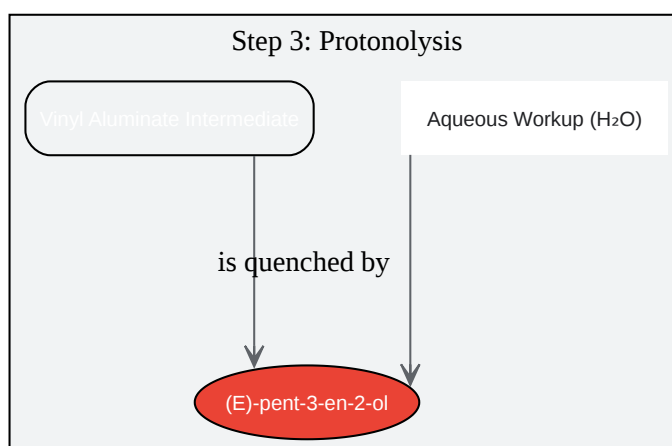 Step 3: Protonolysis
Vinyl Aluminate Intermediate
Aqueous Workup (H₂O)
is quenched by
(E)-pent-3-en-2-ol